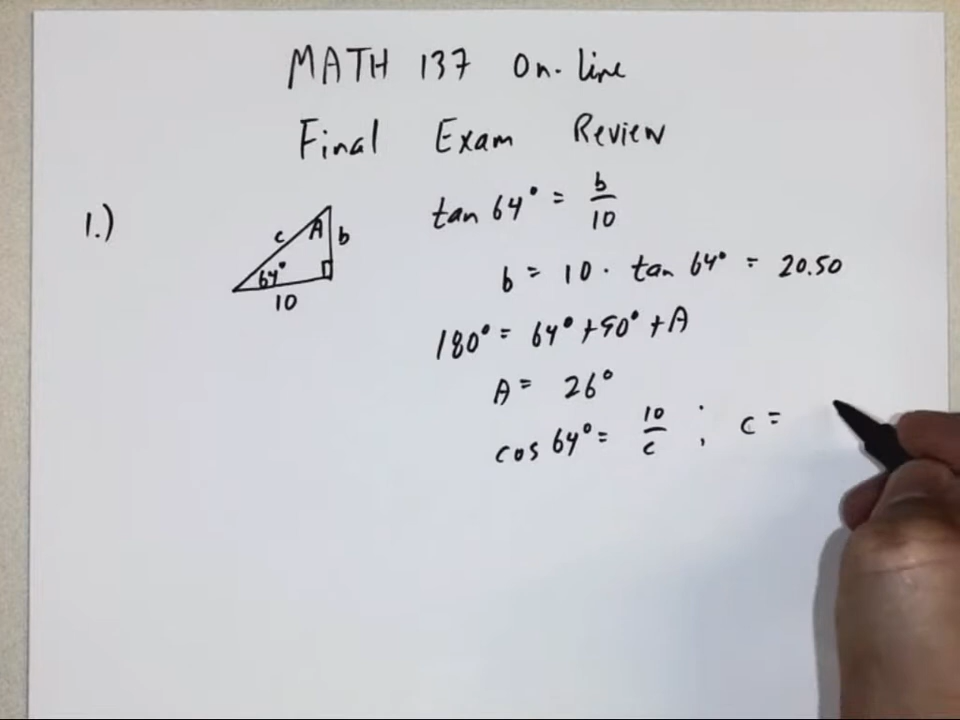 MATH 137 On-line
Final Exam Review
1.)
c A b
64°
10
tan 64° = b/10
b = 10 · tan 64° = 20.50
180° = 64° + 90° + A
A = 26°
cos 64° = 10/c ; c =